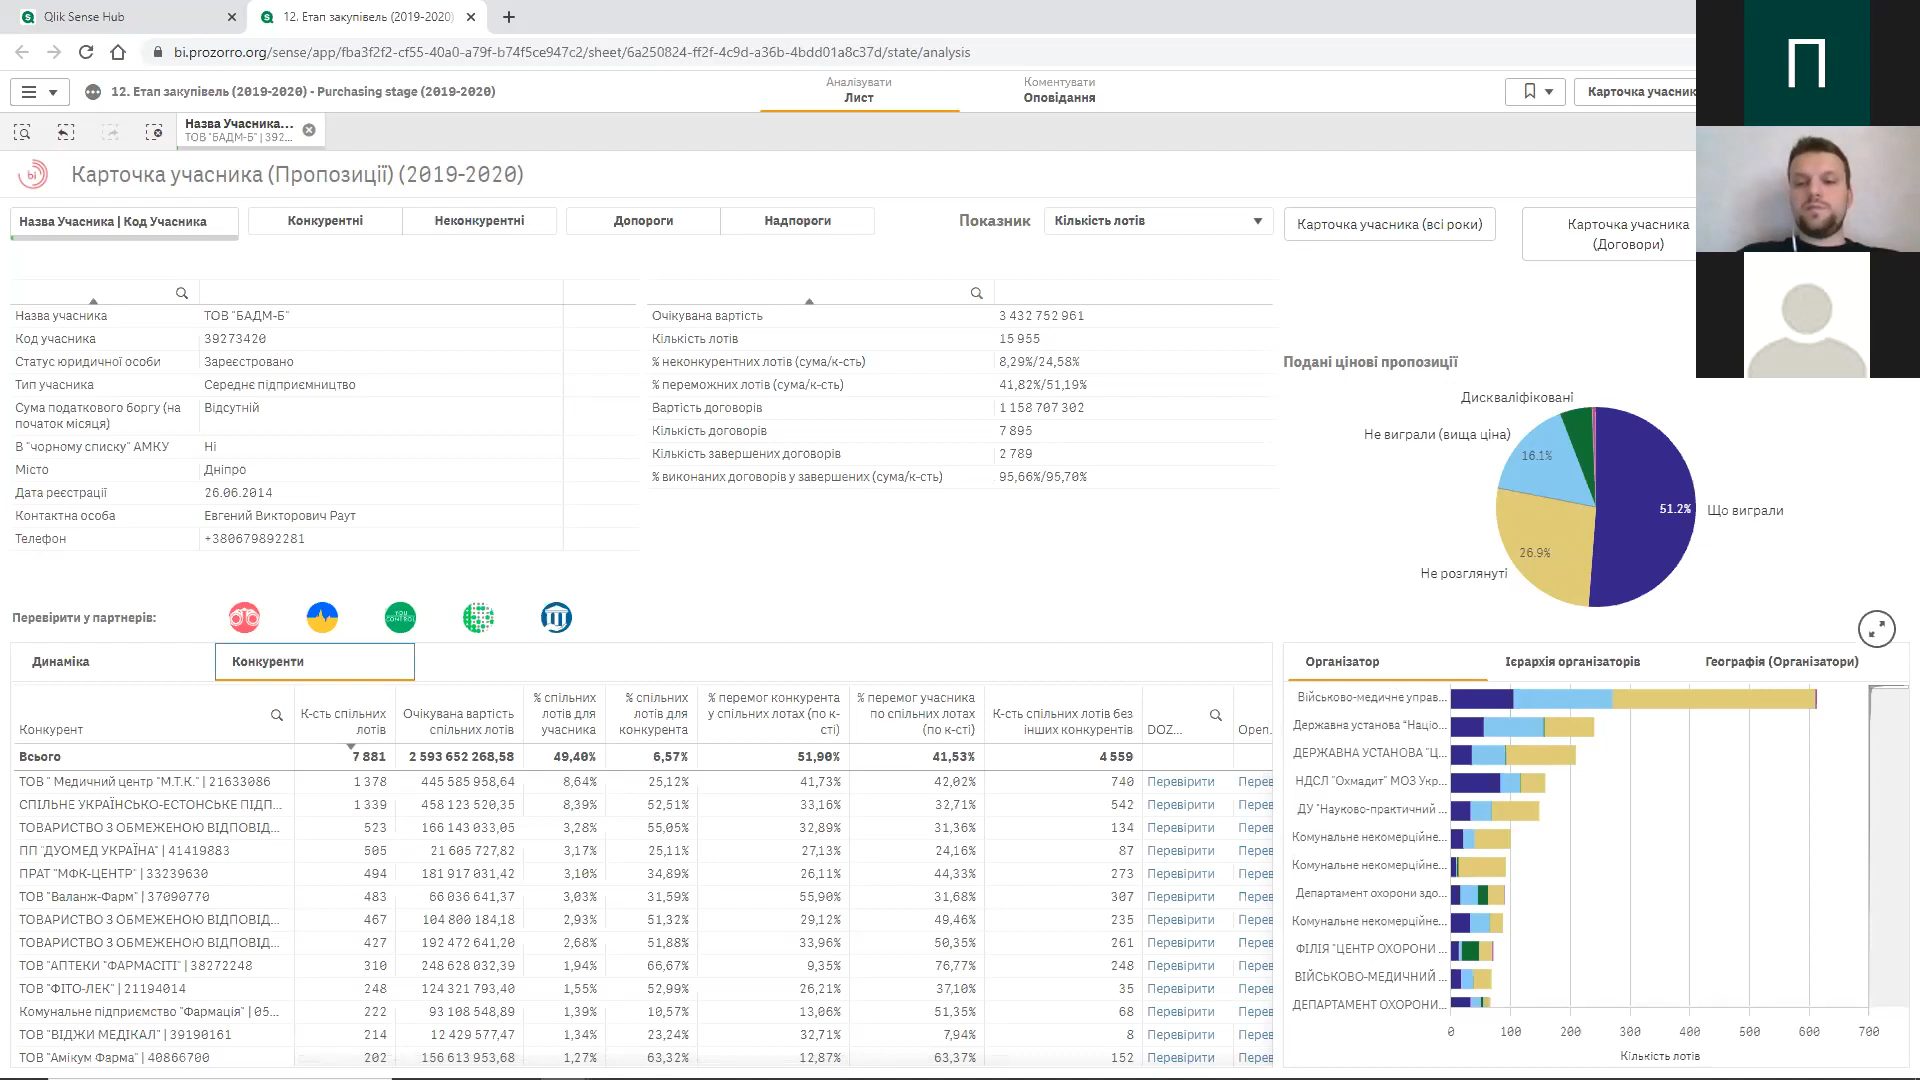 Qlik Sense Hub
12. Етап закупівель (2019-2020)
bi.prozorro.org/sense/app/fba3f2f2-cf55-40a0-a79f-b74f5ce947c2/sheet/6a250824-ff2f-4c9d-a36b-4bdd01a8c37d/state/analysis
12. Етап закупівель (2019-2020) - Purchasing stage (2019-2020)
Аналізувати
Лист
Коментувати
Оповідання
Карточка учасник
Назва Учасника...
ТОВ "БАДМ-Б" | 392...
П
bi
Карточка учасника (Пропозиції) (2019-2020)
Назва Учасника | Код Учасника
Конкурентні
Неконкурентні
Допороги
Надпороги
Показник
Кількість лотів
Карточка учасника (всі роки)
Карточка учасника
(Договори)
Назва учасника ТОВ "БАДМ-Б"
Код учасника 39273420
Статус юридичної особи Зареєстровано
Тип учасника Середнє підприємництво
Сума податкового боргу (на Відсутній
початок місяця)
В "чорному списку" АМКУ Ні
Місто Дніпро
Дата реєстрації 26.06.2014
Контактна особа Евгений Викторович Раут
Телефон +380679892281
Очікувана вартість 3 432 752 961
Кількість лотів 15 955
% неконкурентних лотів (сума/к-сть) 8,29%/24,58%
% переможних лотів (сума/к-сть) 41,82%/51,19%
Вартість договорів 1 158 707 302
Кількість договорів 7 895
Кількість завершених договорів 2 789
% виконаних договорів у завершених (сума/к-сть) 95,66%/95,70%
Подані цінові пропозиції
Дискваліфіковані
Не виграли (вища ціна)
16.1%
51.2%
Що виграли
26.9%
Не розглянуті
Перевірити у партнерів:
YOU
CONTROL
Динаміка
Конкуренти
Конкурент
К-сть спільних
лотів
Очікувана вартість
спільних лотів
% спільних
лотів для
учасника
% спільних
лотів для
конкурента
% перемог конкурента
у спільних лотах (по к-
сті)
% перемог учасника
по спільних лотах
(по к-сті)
К-сть спільних лотів без
інших конкурентів
DOZ...
Open.
Всього 7 881 2 593 652 268,58 49,40% 6,57% 51,90% 41,53% 4 559
ТОВ " Медичний центр "М.Т.К." | 21633086 1 378 445 585 958,64 8,64% 25,12% 41,73% 42,02% 740 Перевірити Перев
СПІЛЬНЕ УКРАЇНСЬКО-ЕСТОНСЬКЕ ПІДП... 1 339 458 123 520,35 8,39% 52,51% 33,16% 32,71% 542 Перевірити Перев
ТОВАРИСТВО З ОБМЕЖЕНОЮ ВІДПОВІД... 523 166 143 033,05 3,28% 55,05% 32,89% 31,36% 134 Перевірити Перев
ПП "ДУОМЕД УКРАЇНА" | 41419883 505 21 605 727,82 3,17% 25,11% 27,13% 24,16% 87 Перевірити Перев
ПРАТ "МФК-ЦЕНТР" | 33239630 494 181 917 031,42 3,10% 34,89% 26,11% 44,33% 273 Перевірити Перев
ТОВ "Валанж-Фарм" | 37090770 483 66 036 641,37 3,03% 31,59% 55,90% 31,68% 307 Перевірити Перев
ТОВАРИСТВО З ОБМЕЖЕНОЮ ВІДПОВІД... 467 104 800 184,18 2,93% 51,32% 29,12% 49,46% 235 Перевірити Перев
ТОВАРИСТВО З ОБМЕЖЕНОЮ ВІДПОВІД... 427 192 472 641,20 2,68% 51,88% 33,96% 50,35% 261 Перевірити Перев
ТОВ "АПТЕКИ "ФАРМАСІТІ" | 38272248 310 248 628 032,39 1,94% 66,67% 9,35% 76,77% 248 Перевірити Перев
ТОВ "ФІТО-ЛЕК" | 21194014 248 124 321 793,40 1,55% 52,99% 26,21% 37,10% 35 Перевірити Перев
Комунальне підприємство "Фармація" | 05... 222 93 108 548,89 1,39% 10,57% 13,06% 51,35% 68 Перевірити Перев
ТОВ "ВІДЖИ МЕДІКАЛ" | 39190161 214 12 429 577,47 1,34% 23,24% 32,71% 7,94% 8 Перевірити Перев
ТОВ "Амікум Фарма" | 40866700 202 156 613 953,68 1,27% 63,32% 12,87% 63,37% 152 Перевірити Перев
Організатор
Ієрархія організаторів
Географія (Організатори)
Військово-медичне управ...
Державна установа "Націо...
ДЕРЖАВНА УСТАНОВА "Ц...
НДСЛ "Охмадит" МОЗ Укр...
ДУ "Науково-практичний ...
Комунальне некомерційне...
Комунальне некомерційне...
Департамент охорони здо...
Комунальне некомерційне...
ФІЛІЯ "ЦЕНТР ОХОРОНИ ...
ВІЙСЬКОВО-МЕДИЧНИЙ ...
ДЕПАРТАМЕНТ ОХОРОНИ...
0 100 200 300 400 500 600 700
Кількість лотів